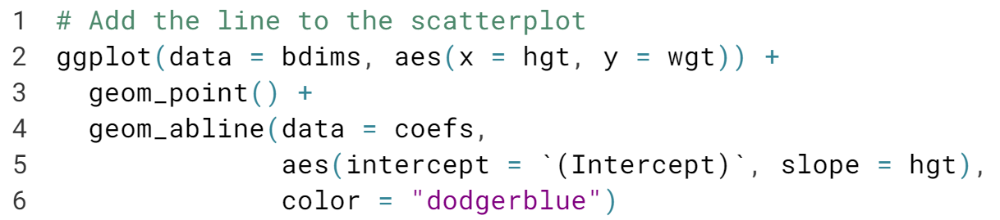 1 # Add the line to the scatterplot
2 ggplot(data = bdims, aes(x = hgt, y = wgt)) +
3   geom_point() +
4   geom_abline(data = coefs,
5               aes(intercept = `(Intercept)`, slope = hgt),
6               color = "dodgerblue")